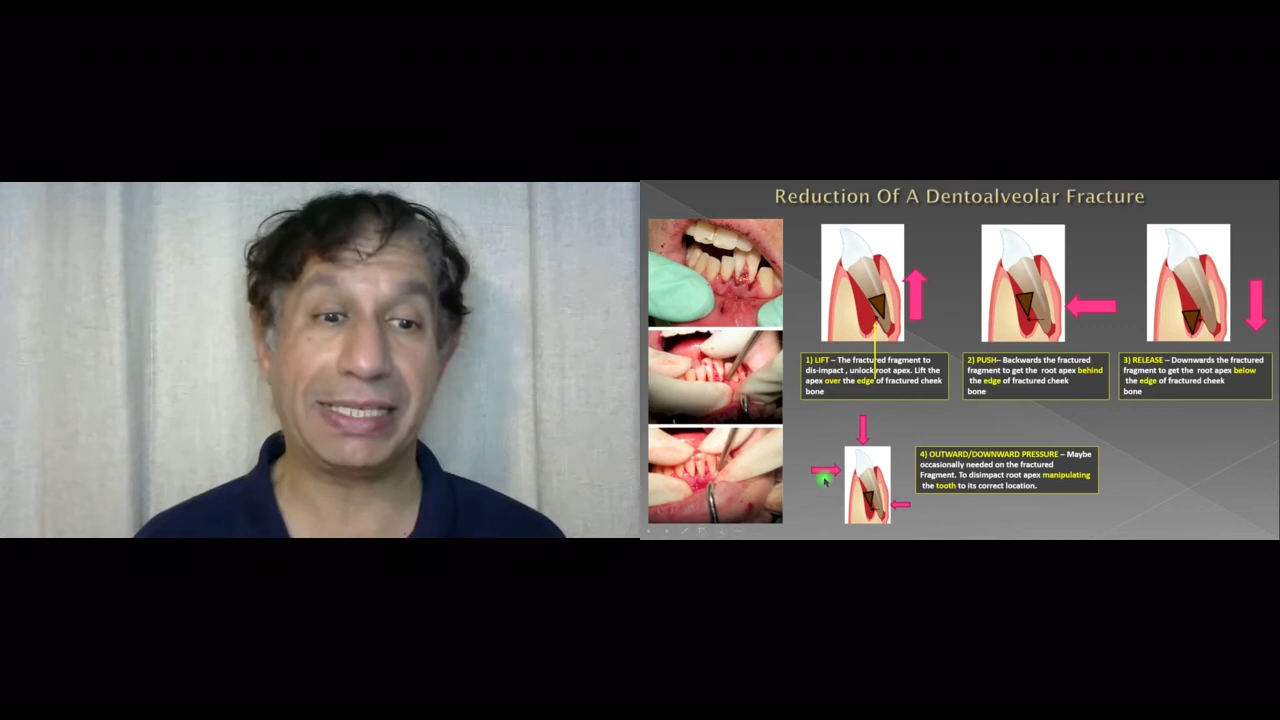 Reduction Of A Dentoalveolar Fracture
1) LIFT – The fractured fragment to
dis-impact , unlock root apex. Lift the
apex over the edge of fractured cheek
bone
2) PUSH– Backwards the fractured
fragment to get the root apex behind
the edge of fractured cheek
bone
3) RELEASE – Downwards the fractured
fragment to get the root apex below
the edge of fractured cheek
bone
4) OUTWARD/DOWNWARD PRESSURE – Maybe
occasionally needed on the fractured
Fragment. To disimpact root apex manipulating
the tooth to its correct location.